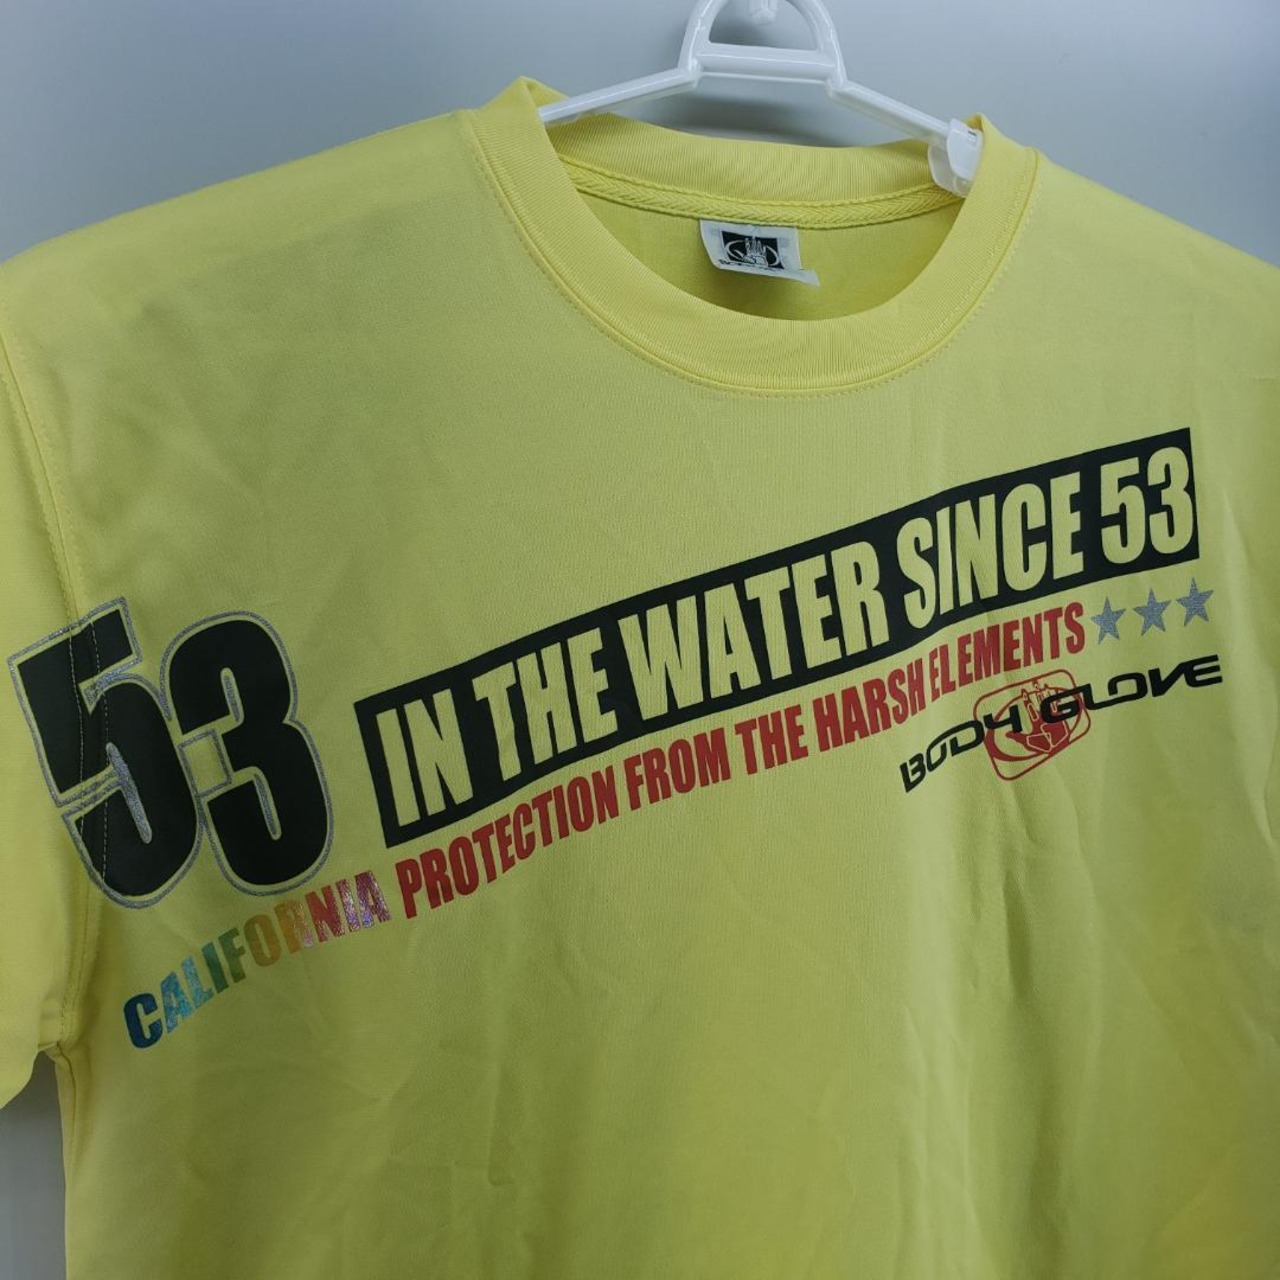 53
IN THE WATER SINCE 53
CALIFORNIA PROTECTION FROM THE HARSH ELEMENTS
BODY GLOVE